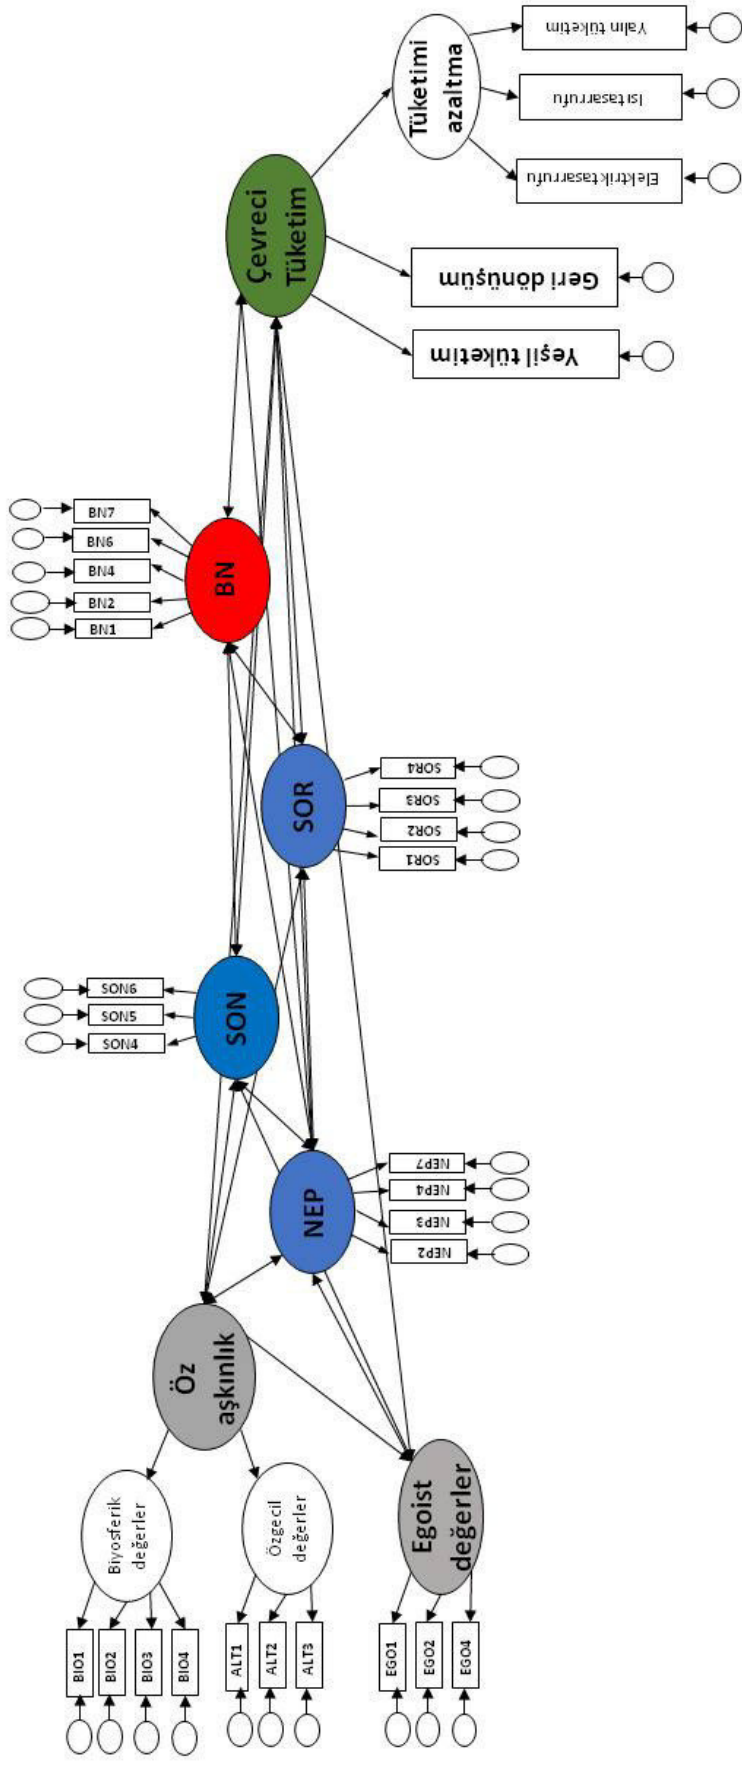 Biyosferik
değerler
BIO1
BIO2
BIO3
BIO4
Özgecil
değerler
ALT1
ALT2
ALT3
Öz
aşkınlık
Egoist
değerler
EGO1
EGO2
EGO4
NEP
NEP2
NEP3
NEP4
NEP7
SON
SON4
SON5
SON6
SOR
SOR1
SOR2
SOR3
SOR4
BN
BN1
BN2
BN4
BN6
BN7
Çevreci
Tüketim
Yeşil tüketim
Geri dönüşüm
Tüketimi
azaltma
Elektrik tasarrufu
Isı tasarrufu
Yalın tüketim